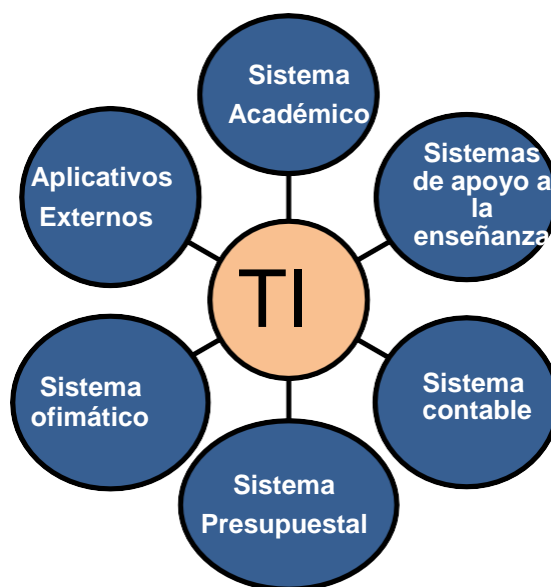 Sistema
Académico
Sistemas
de apoyo a
la
enseñanza
Sistema
contable
Sistema
Presupuestal
Sistema
ofimático
Aplicativos
Externos
TI